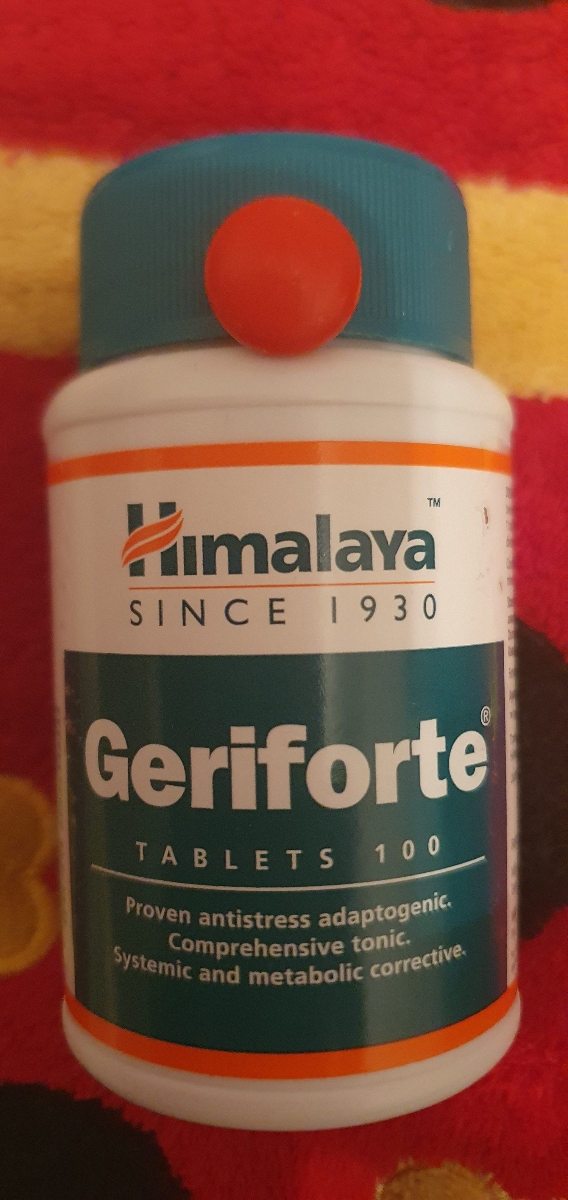 Himalaya™
SINCE 1930
Geriforte®
TABLETS 100
Proven antistress adaptogenic.
Comprehensive tonic.
Systemic and metabolic corrective.